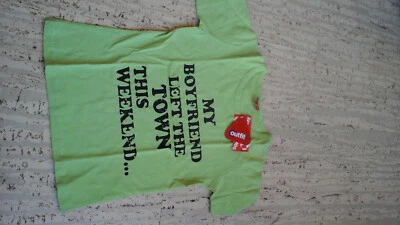 MY
BOYFRIEND
LEFT THE
TOWN
THIS
WEEKEND...
outfit